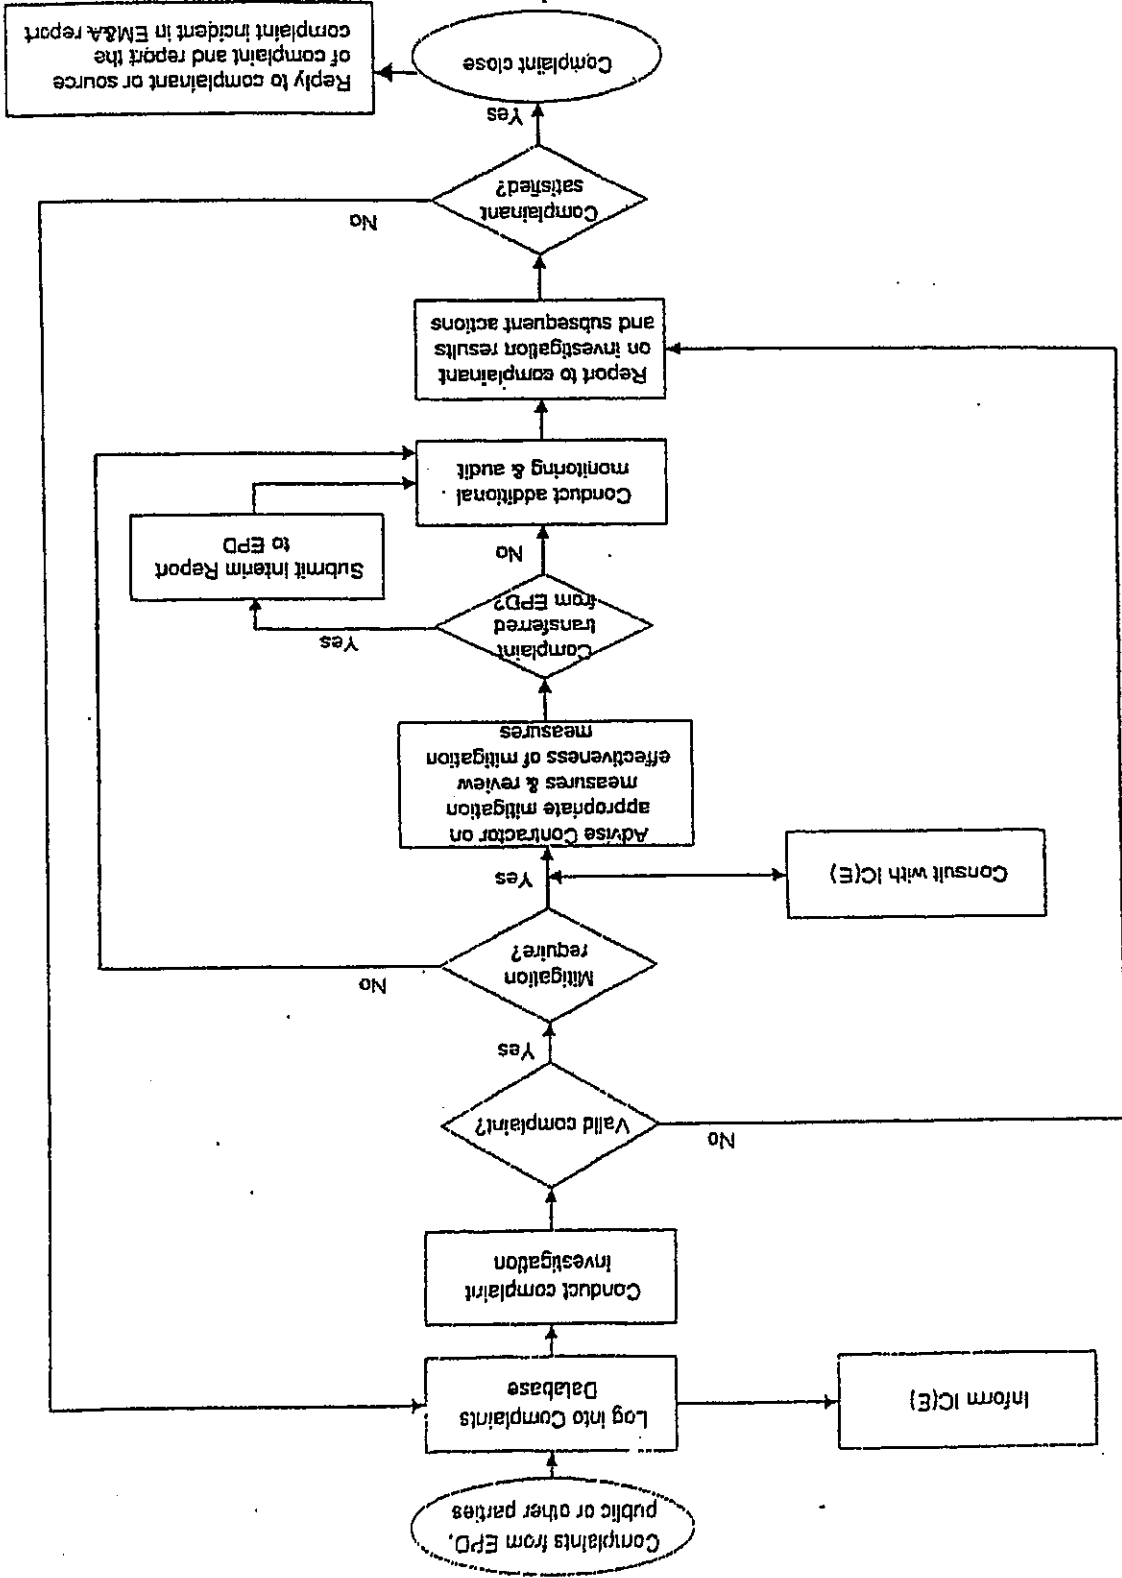 Complaints from EPD,
public or other parties
Log into Complaints
Database
Inform IC(E)
Conduct complaint
Investigation
Valid complaint?
No
Yes
Mitigation
require?
No
Yes
Consult with IC(E)
Advise Contractor on
appropriate mitigation
measures & review
effectiveness of mitigation
measures
Complaint
transferred
from EPD?
Yes
No
Submit interim Report
to EPD
Conduct additional
monitoring & audit
Report to complainant
on investigation results
and subsequent actions
Complainant
satisfied?
No
Yes
Complaint close
Reply to complainant or source
of complaint and report the
complaint incident in EM&A report